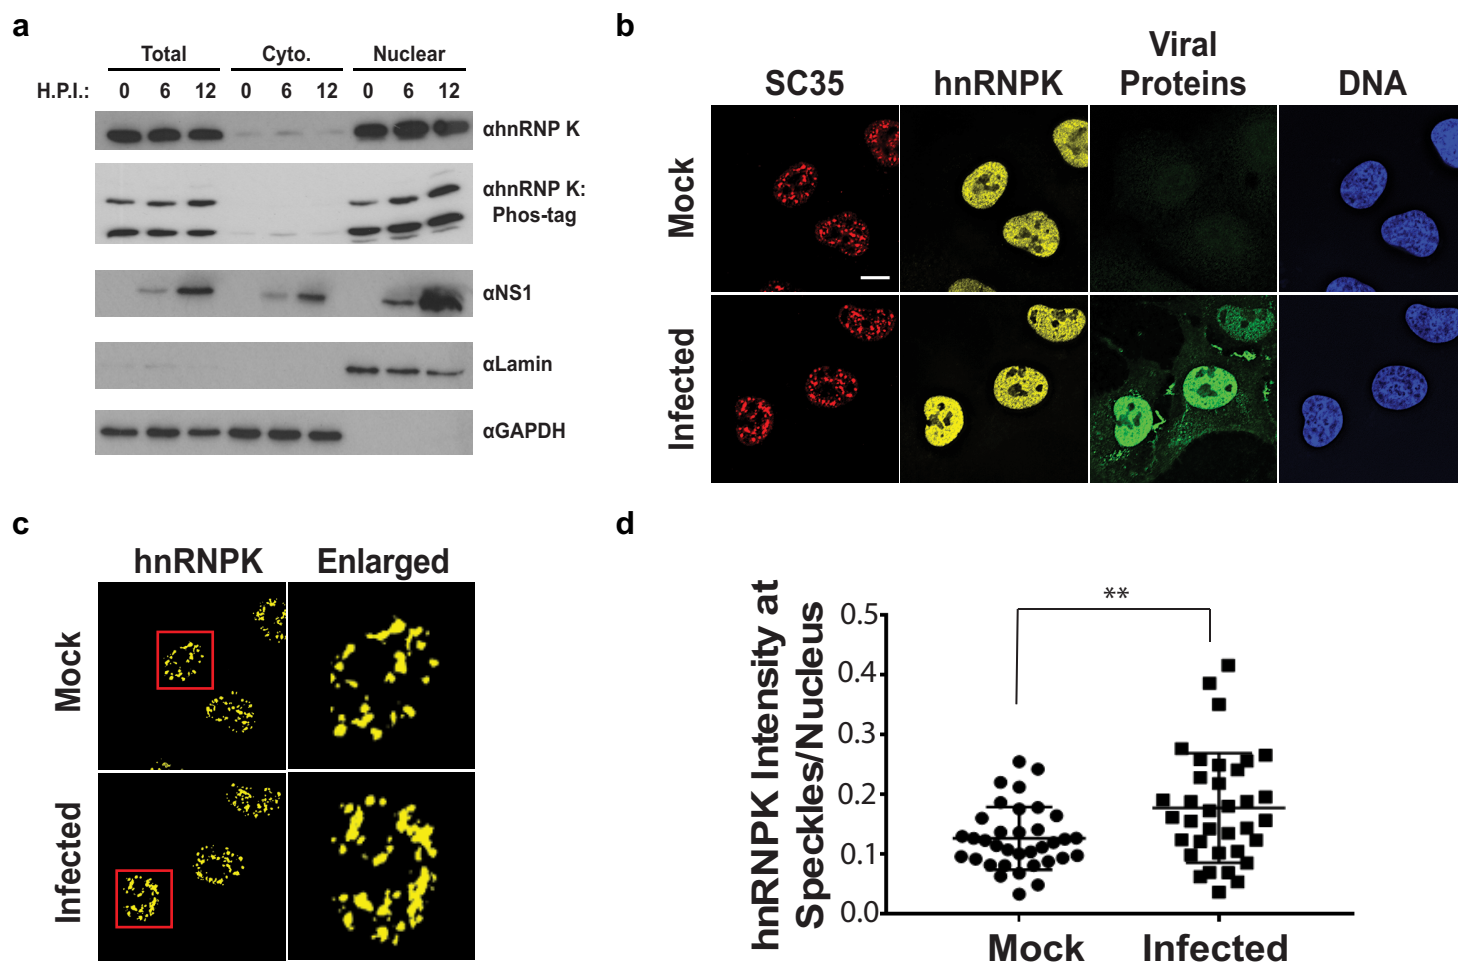 a
Total Cyto. Nuclear
H.P.I.: 0 6 12 0 6 12 0 6 12
αhnRNP K
αhnRNP K:
Phos-tag
αNS1
αLamin
αGAPDH
b
Viral
SC35 hnRNPK Proteins DNA
Mock
Infected
c
hnRNPK Enlarged
Mock
Infected
d
hnRNPK Intensity at
Speckles/Nucleus
**
0.5
0.4
0.3
0.2
0.1
0.0
Mock Infected